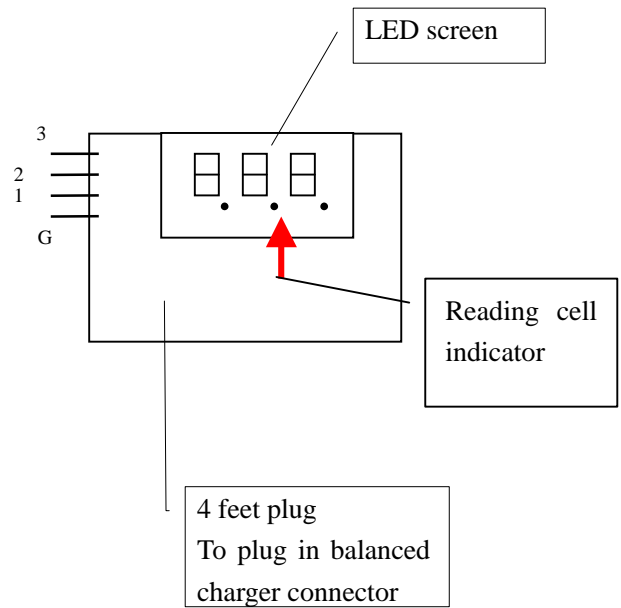 LED screen
3
2
1
G
Reading cell
indicator
4 feet plug
To plug in balanced
charger connector